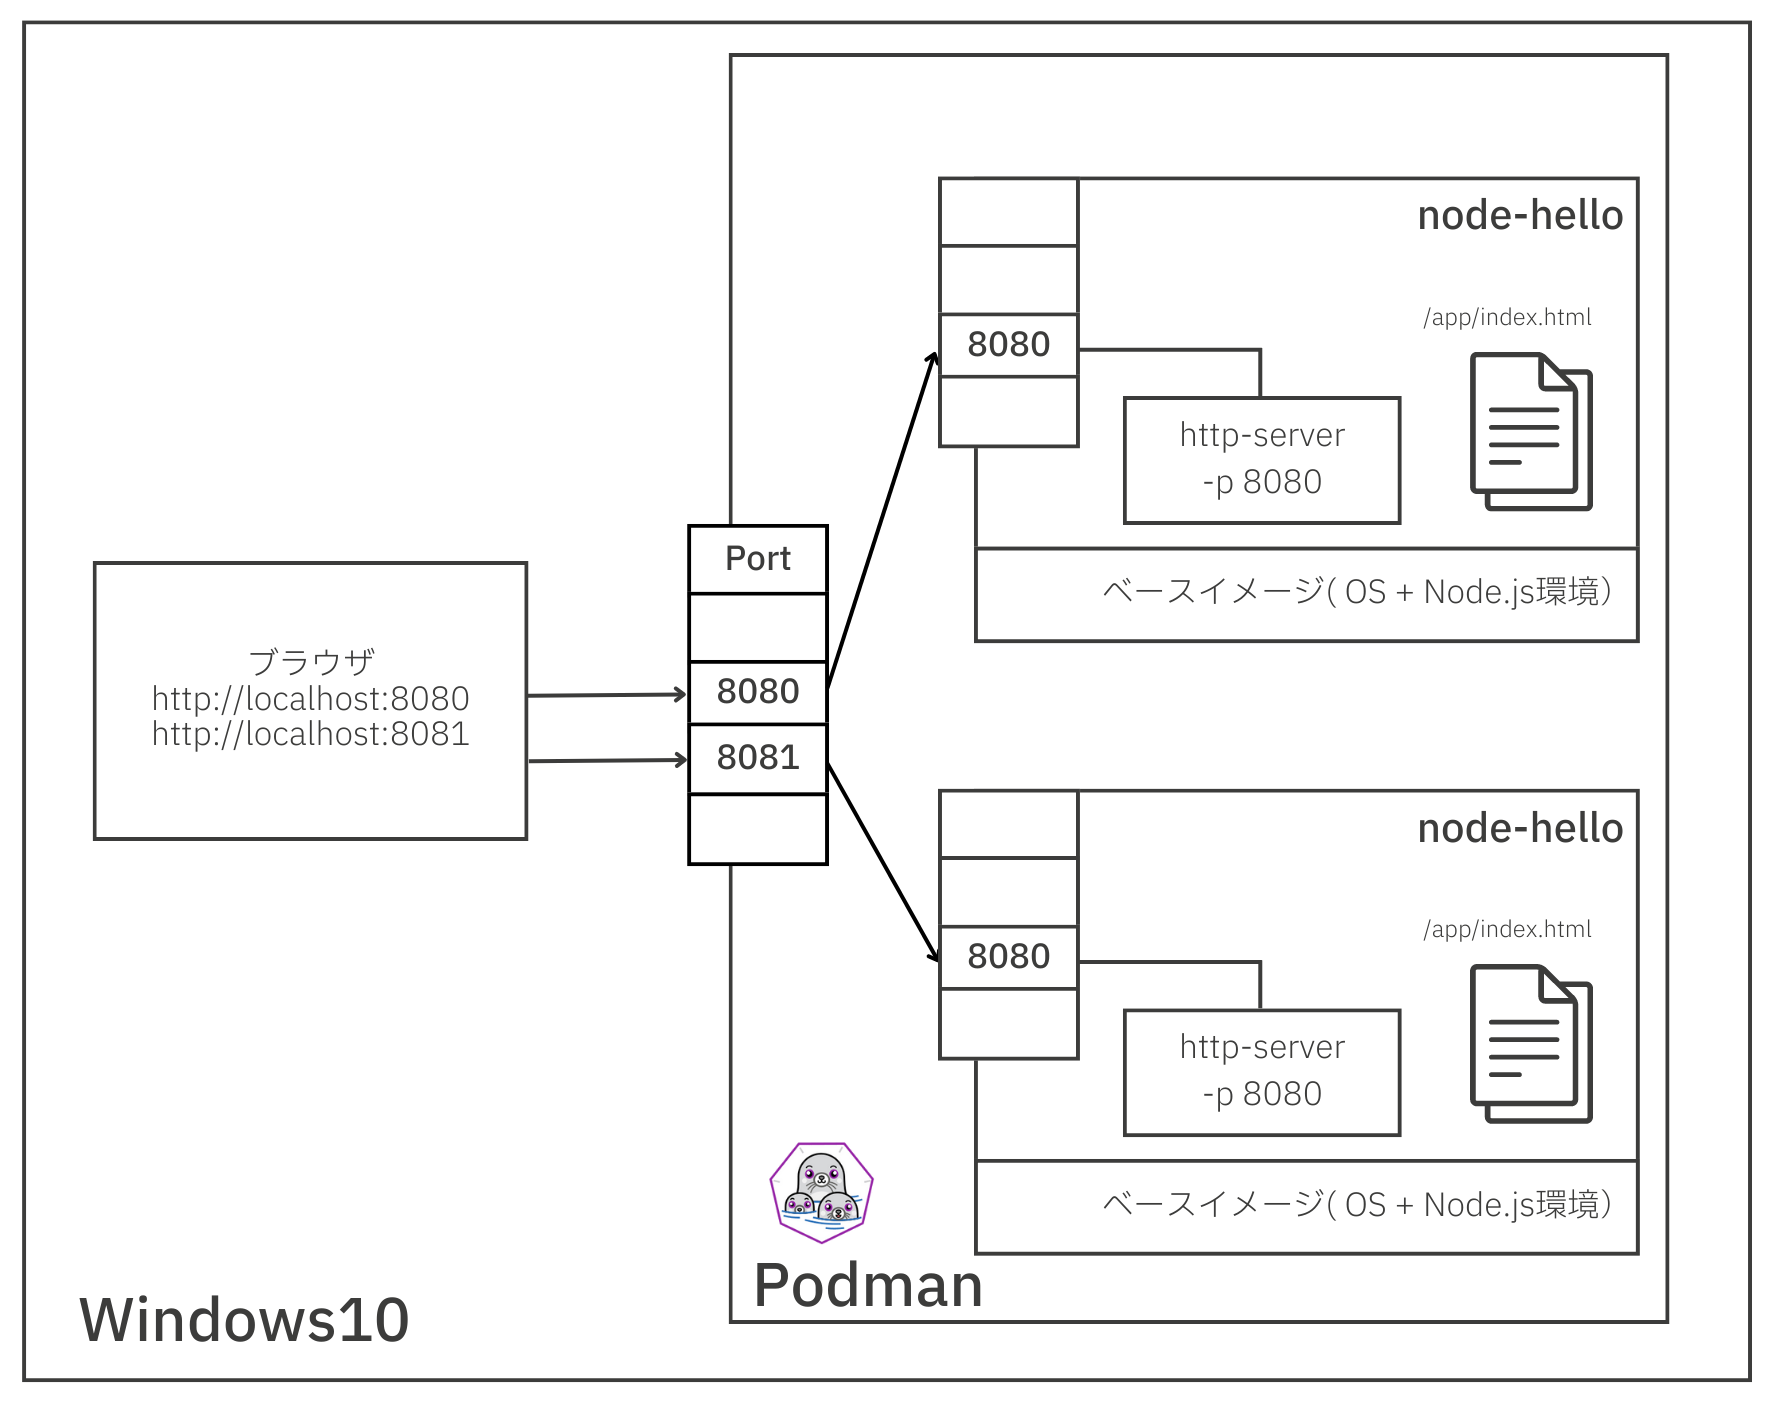 node-hello
/app/index.html
8080
http-server
-p 8080
ベースイメージ( OS + Node.js環境)
Port
8080
8081
ブラウザ
http://localhost:8080
http://localhost:8081
node-hello
/app/index.html
8080
http-server
-p 8080
ベースイメージ( OS + Node.js環境)
Podman
Windows10